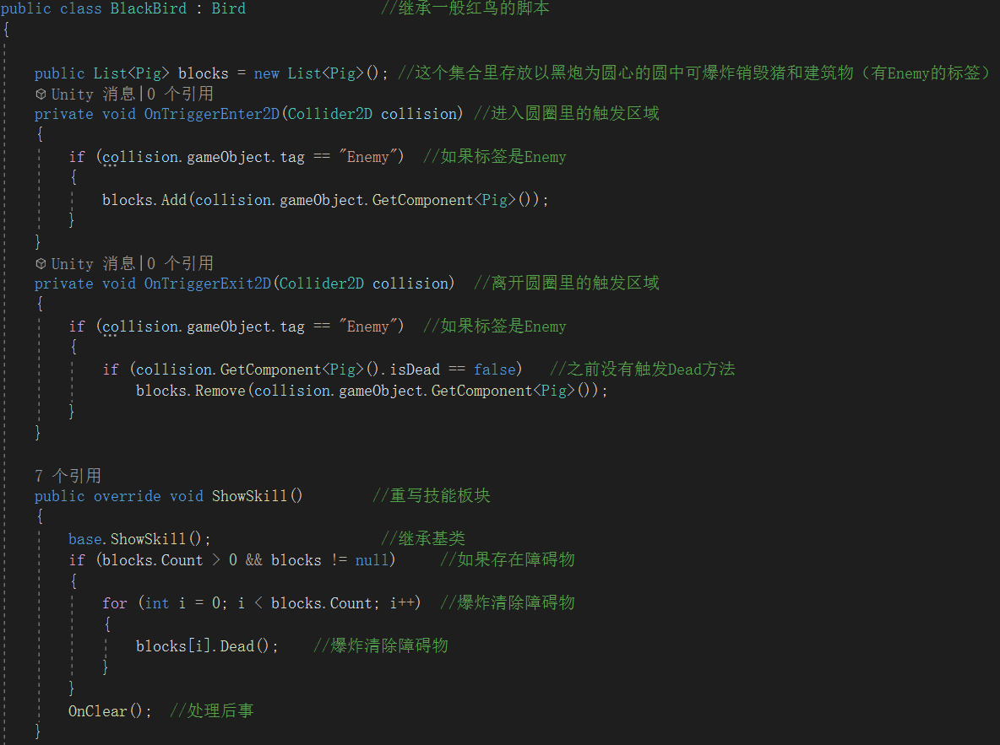 public class BlackBird : Bird                //继承一般红鸟的脚本
{
    public List<Pig> blocks = new List<Pig>(); //这个集合里存放以黑炮为圆心的圆中可爆炸销毁猪和建筑物（有Enemy的标签）
    Unity 消息|0 个引用
    private void OnTriggerEnter2D(Collider2D collision) //进入圆圈里的触发区域
    {
        if (collision.gameObject.tag == "Enemy")  //如果标签是Enemy
        {
            blocks.Add(collision.gameObject.GetComponent<Pig>());
        }
    }
    Unity 消息|0 个引用
    private void OnTriggerExit2D(Collider2D collision)  //离开圆圈里的触发区域
    {
        if (collision.gameObject.tag == "Enemy")  //如果标签是Enemy
        {
            if (collision.GetComponent<Pig>().isDead == false)   //之前没有触发Dead方法
                blocks.Remove(collision.gameObject.GetComponent<Pig>());
        }
    }
    7 个引用
    public override void ShowSkill()        //重写技能板块
    {
        base.ShowSkill();                    //继承基类
        if (blocks.Count > 0 && blocks != null)     //如果存在障碍物
        {
            for (int i = 0; i < blocks.Count; i++)  //爆炸清除障碍物
            {
                blocks[i].Dead();    //爆炸清除障碍物
            }
        }
        OnClear();  //处理后事
    }